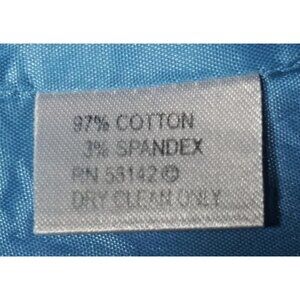 97% COTTON
3% SPANDEX
RN 58142 ©
DRY CLEAN ONLY